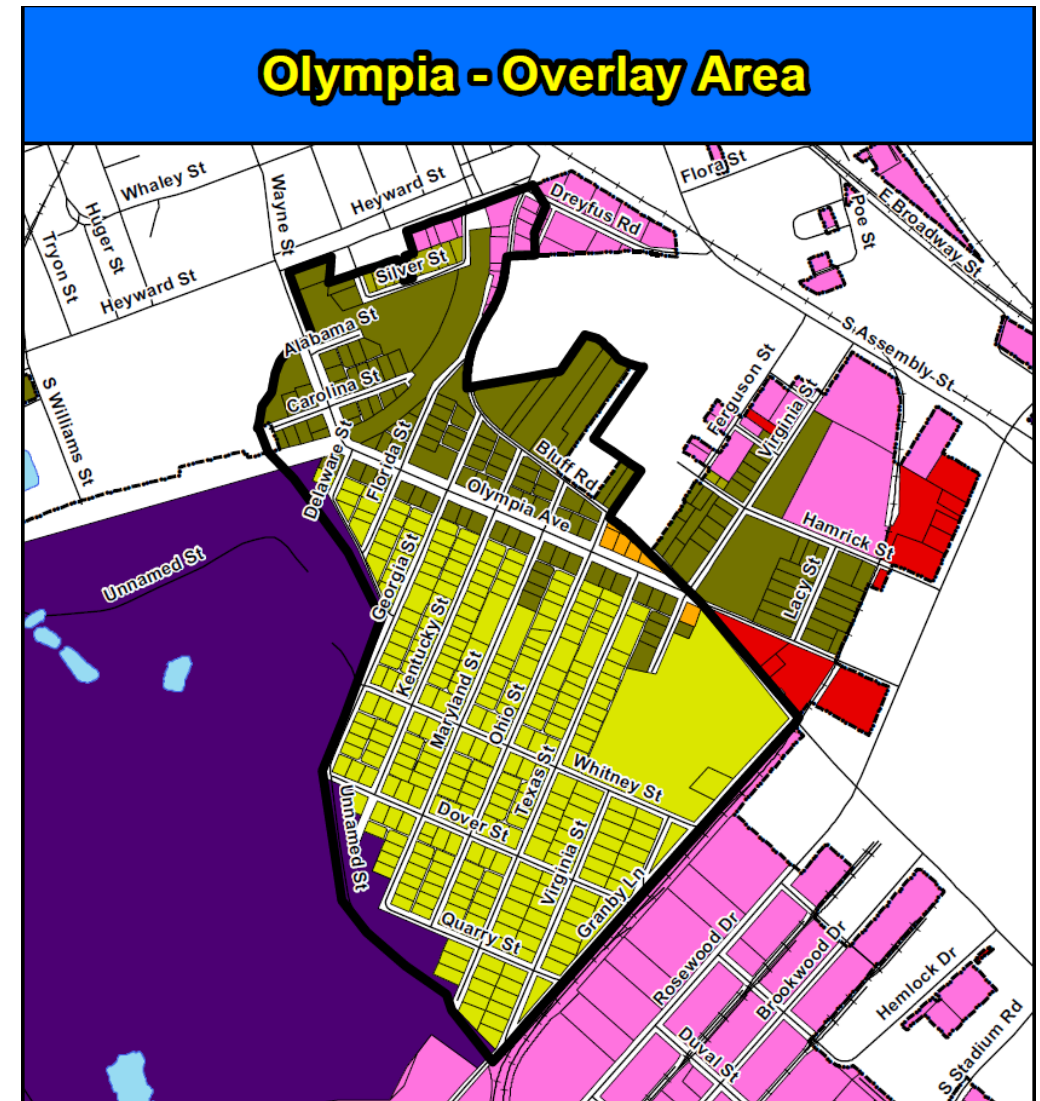 Olympia - Overlay Area
Whaley St
Flora St
Huger St
Wayne St
Heyward St
Dreyfus Rd
E Broadway St
Poe St
Tryon St
Silver St
Heyward St
S Assembly St
Alabama St
Ferguson St
Carolina St
Virginia St
S Williams St
Delaware St
Florida St
Bluff Rd
Olympia Ave
Hamrick St
Unnamed St
Georgia St
Lacy St
Kentucky St
Maryland St
Ohio St
Whitney St
Texas St
Unnamed St
Dover St
Virginia St
Granby Ln
Quarry St
Rosewood Dr
Brookwood Dr
Hemlock Dr
Duval St
S Stadium Rd